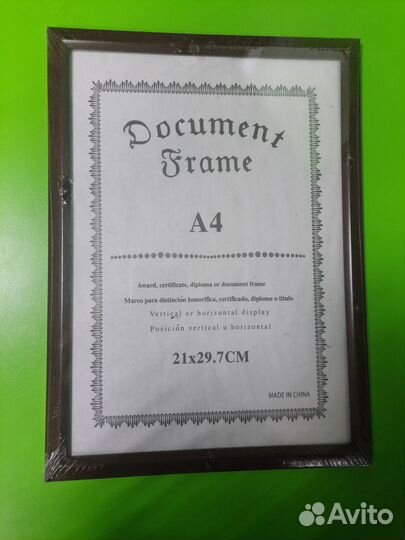 Document
Frame
A4
Award, certificate, diploma or document frame
Marco para distinción honorífica, certificado, diploma o título
Vertical or horizontal display
Posición vertical u horizontal
21x29.7CM
MADE IN CHINA
Avito